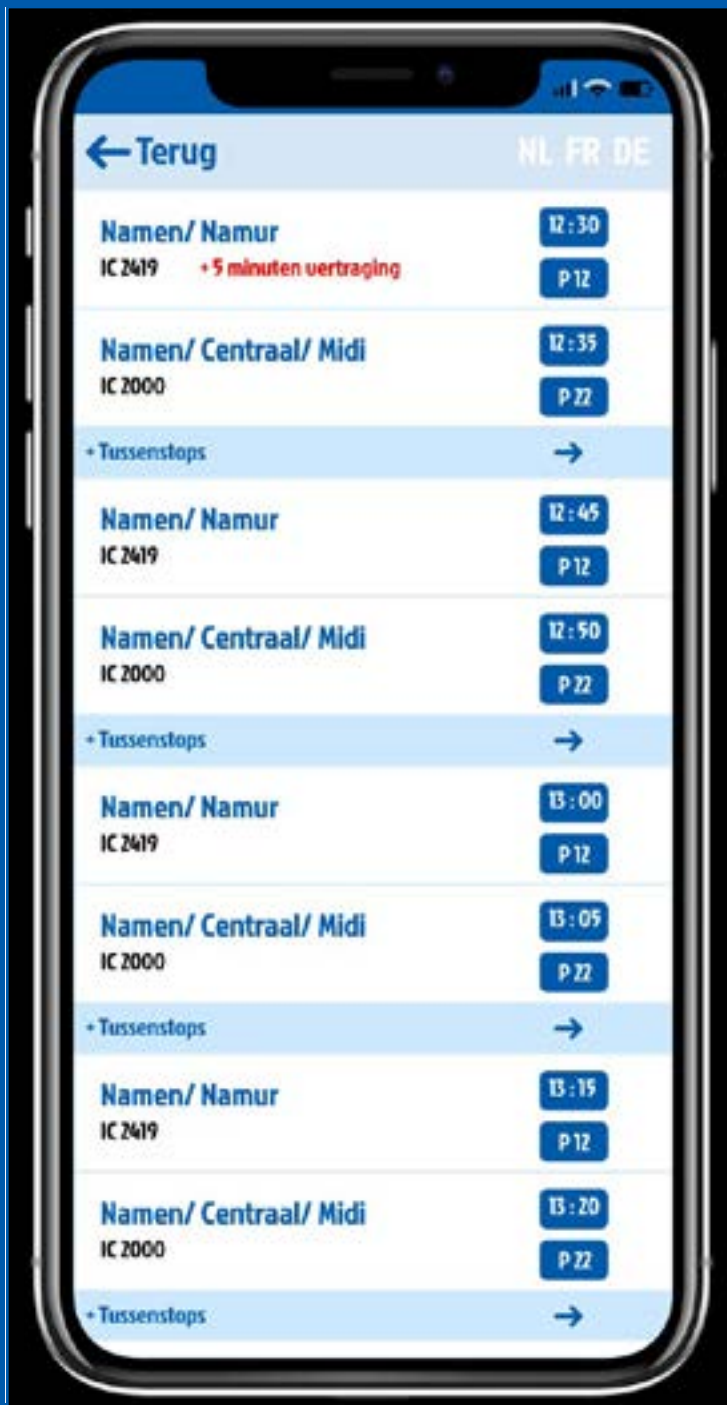 Terug NL FR DE
Namen/ Namur 12:30
IC 2419 + 5 minuten vertraging P 12
Namen/ Centraal/ Midi 12:35
IC 2000 P 22
+ Tussenstops
Namen/ Namur 12:45
IC 2419 P 12
Namen/ Centraal/ Midi 12:50
IC 2000 P 22
+ Tussenstops
Namen/ Namur 13:00
IC 2419 P 12
Namen/ Centraal/ Midi 13:05
IC 2000 P 22
+ Tussenstops
Namen/ Namur 13:15
IC 2419 P 12
Namen/ Centraal/ Midi 13:20
IC 2000 P 22
+ Tussenstops